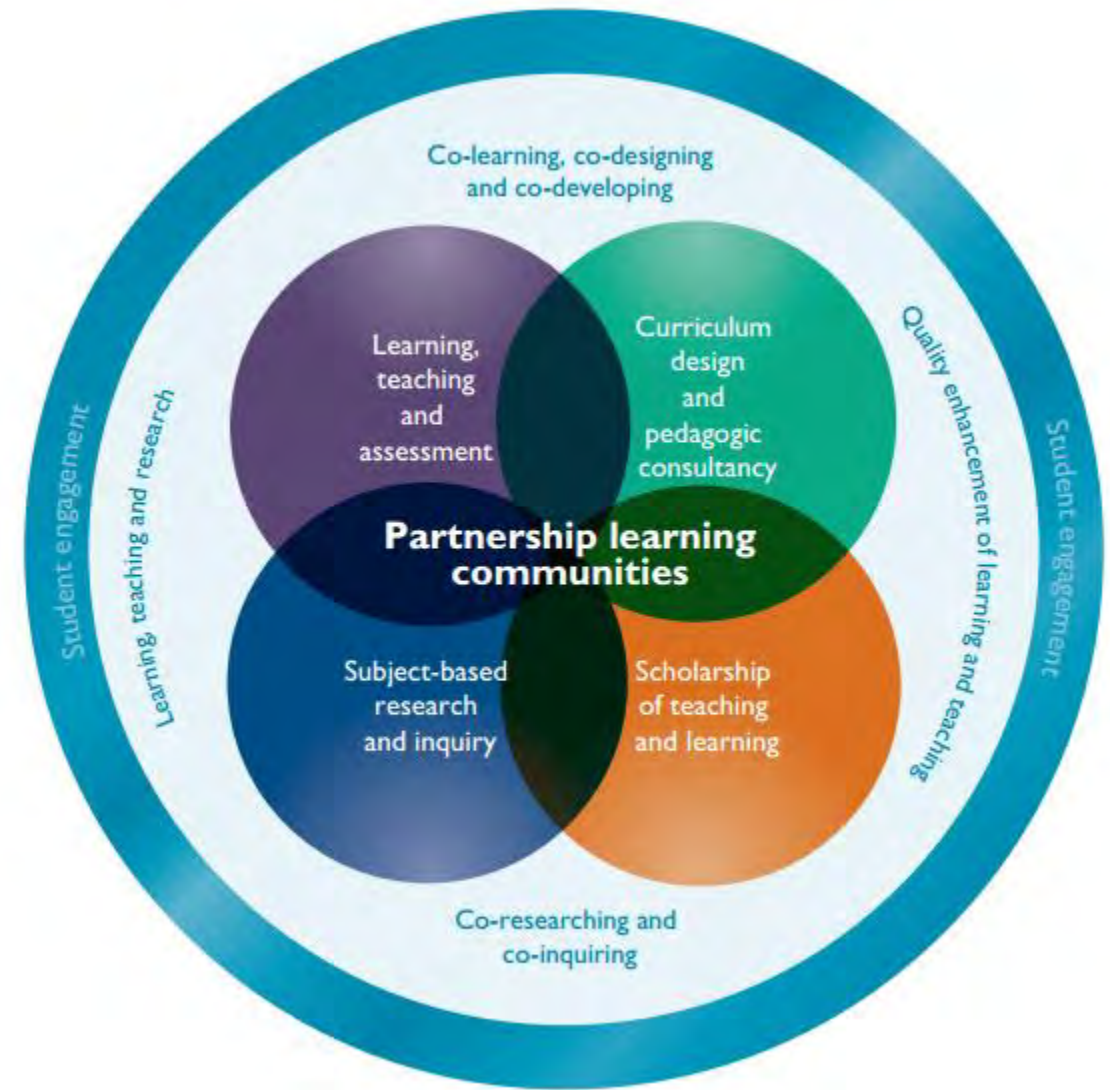 Co-learning, co-designing
and co-developing
Student engagement
Learning, teaching and research
Learning,
teaching
and
assessment
Curriculum
design
and
pedagogic
consultancy
Quality enhancement of learning and teaching
Student engagement
Partnership learning
communities
Subject-based
research
and inquiry
Scholarship
of teaching
and learning
Co-researching and
co-inquiring